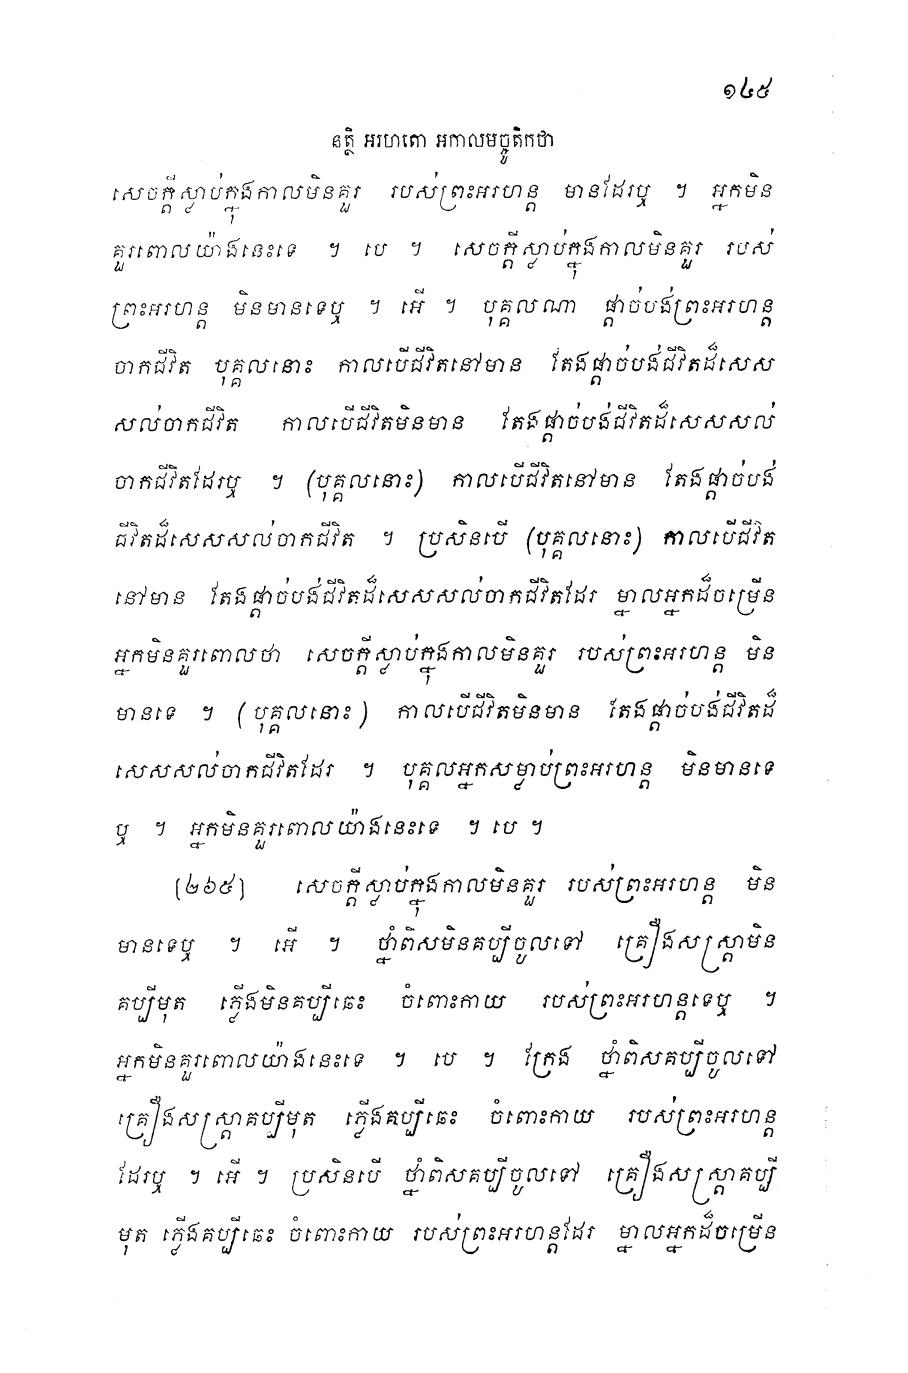 ១៤៥
នត្ថិ អរហតោ អកាលមច្ចូតិកថា
សេចក្តីស្លាប់ក្នុងកាលមិនគួរ របស់ព្រះអរហន្ត មានដែរឬ ។ អ្នកមិន
គួរពោលយ៉ាងនេះទេ ។ បេ ។ សេចក្តីស្លាប់ក្នុងកាលមិនគួរ របស់
ព្រះអរហន្ត មិនមានទេឬ ។ អើ ។ បុគ្គលណា ផ្តាច់បង់ព្រះអរហន្ត
ចាកជីវិត បុគ្គលនោះ កាលបើជីវិតនៅមាន តែងផ្តាច់បង់ជីវិតដ៏សេស
សល់ចាកជីវិត កាលបើជីវិតមិនមាន តែងផ្តាច់បង់ជីវិតដ៏សេសសល់
ចាកជីវិតដែរឬ ។ (បុគ្គលនោះ) កាលបើជីវិតនៅមាន តែងផ្តាច់បង់
ជីវិតដ៏សេសសល់ចាកជីវិត ។ ប្រសិនបើ (បុគ្គលនោះ) កាលបើជីវិត
នៅមាន តែងផ្តាច់បង់ជីវិតដ៏សេសសល់ចាកជីវិតដែរ ម្នាលអ្នកដ៏ចម្រើន
អ្នកមិនគួរពោលថា សេចក្តីស្លាប់ក្នុងកាលមិនគួរ របស់ព្រះអរហន្ត មិន
មានទេ ។ (បុគ្គលនោះ) កាលបើជីវិតមិនមាន តែងផ្តាច់បង់ជីវិតដ៏
សេសសល់ចាកជីវិតដែរ ។ បុគ្គលអ្នកសម្លាប់ព្រះអរហន្ត មិនមានទេ
ឬ ។ អ្នកមិនគួរពោលយ៉ាងនេះទេ ។ បេ ។
(២៦៥) សេចក្តីស្លាប់ក្នុងកាលមិនគួរ របស់ព្រះអរហន្ត មិន
មានទេឬ ។ អើ ។ ថ្នាំពិសមិនគប្បីចូលទៅ គ្រឿងសស្ត្រាមិន
គប្បីមុត ភ្លើងមិនគប្បីឆេះ ចំពោះកាយ របស់ព្រះអរហន្តទេឬ ។
អ្នកមិនគួរពោលយ៉ាងនេះទេ ។ បេ ។ ក្រែង ថ្នាំពិសគប្បីចូលទៅ
គ្រឿងសស្ត្រាគប្បីមុត ភ្លើងគប្បីឆេះ ចំពោះកាយ របស់ព្រះអរហន្ត
ដែរឬ ។ អើ ។ ប្រសិនបើ ថ្នាំពិសគប្បីចូលទៅ គ្រឿងសស្ត្រាគប្បី
មុត ភ្លើងគប្បីឆេះ ចំពោះកាយ របស់ព្រះអរហន្តដែរ ម្នាលអ្នកដ៏ចម្រើន